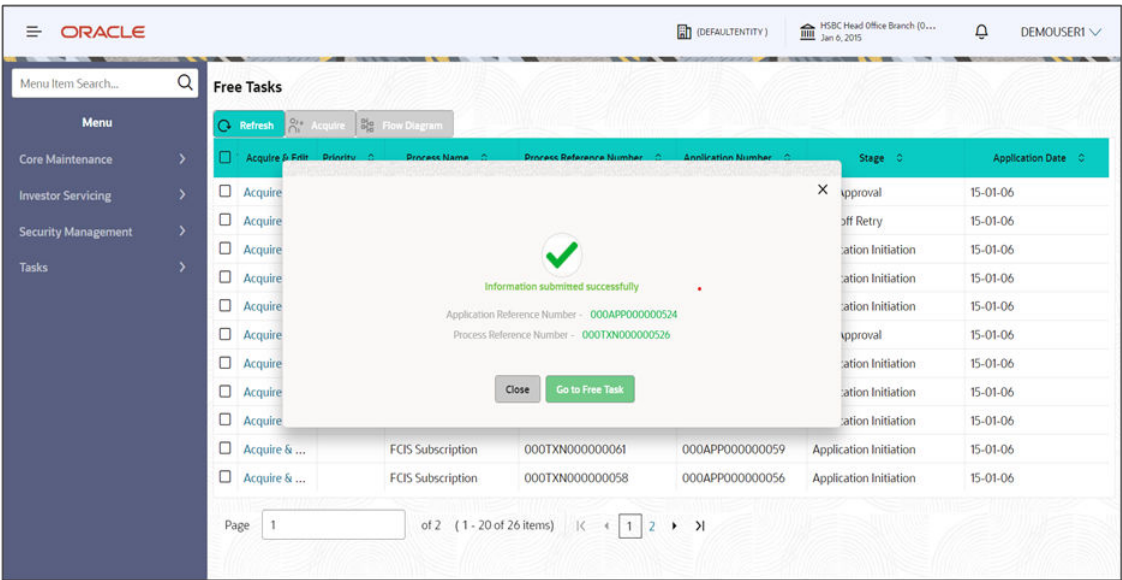 ORACLE
(DEFAULTENTITY)
HSBC Head Office Branch (0...
Jan 6, 2015
DEMOUSER1
Menu Item Search...
Menu
Core Maintenance
Investor Servicing
Security Management
Tasks
Free Tasks
Refresh Acquire Flow Diagram
Acquire & Edit Priority Process Name Process Reference Number Application Number Stage Application Date
Acquire Approval 15-01-06
Acquire off Retry 15-01-06
Acquire cation Initiation 15-01-06
Acquire cation Initiation 15-01-06
Acquire cation Initiation 15-01-06
Acquire Approval 15-01-06
Acquire cation Initiation 15-01-06
Acquire cation Initiation 15-01-06
Acquire cation Initiation 15-01-06
Acquire & ... FCIS Subscription 000TXN000000061 000APP000000059 Application Initiation 15-01-06
Acquire & ... FCIS Subscription 000TXN000000058 000APP000000056 Application Initiation 15-01-06
Information submitted successfully
Application Reference Number - 000APP000000524
Process Reference Number - 000TXN000000526
Close Go to Free Task
Page 1 of 2 (1 - 20 of 26 items) 1 2